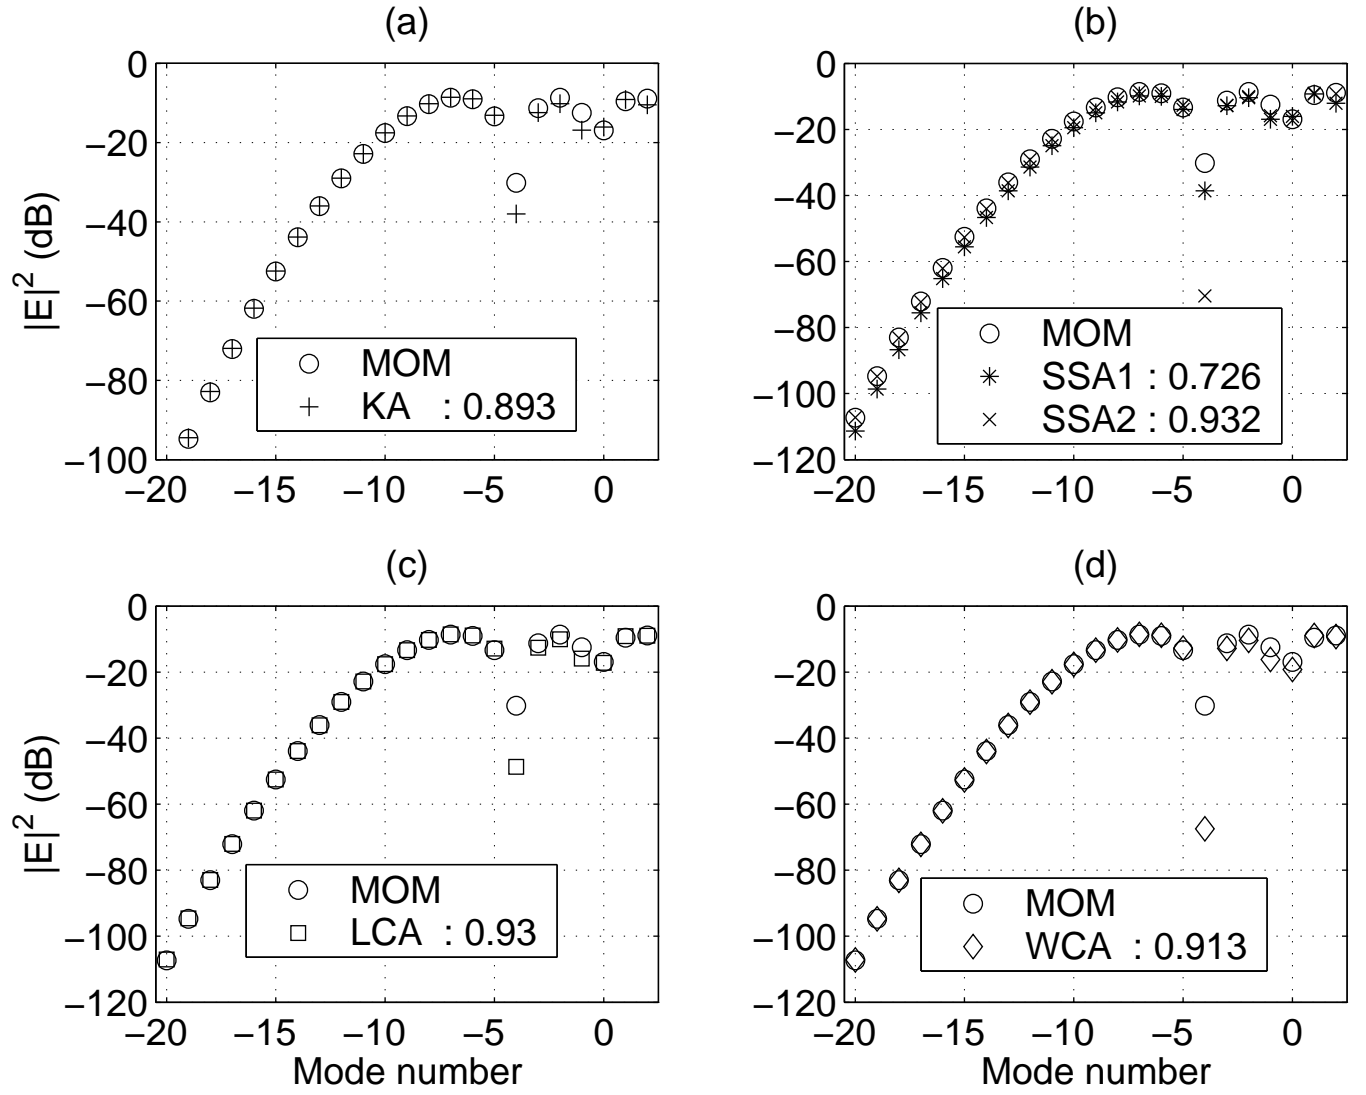 (a)
0
−20
−40
−60
−80
−100
|E|² (dB)
MOM
KA : 0.893
−20 −15 −10 −5 0
(b)
0
−20
−40
−60
−80
−100
−120
MOM
SSA1 : 0.726
SSA2 : 0.932
−20 −15 −10 −5 0
(c)
0
−20
−40
−60
−80
−100
−120
|E|² (dB)
MOM
LCA : 0.93
−20 −15 −10 −5 0
Mode number
(d)
0
−20
−40
−60
−80
−100
−120
MOM
WCA : 0.913
−20 −15 −10 −5 0
Mode number